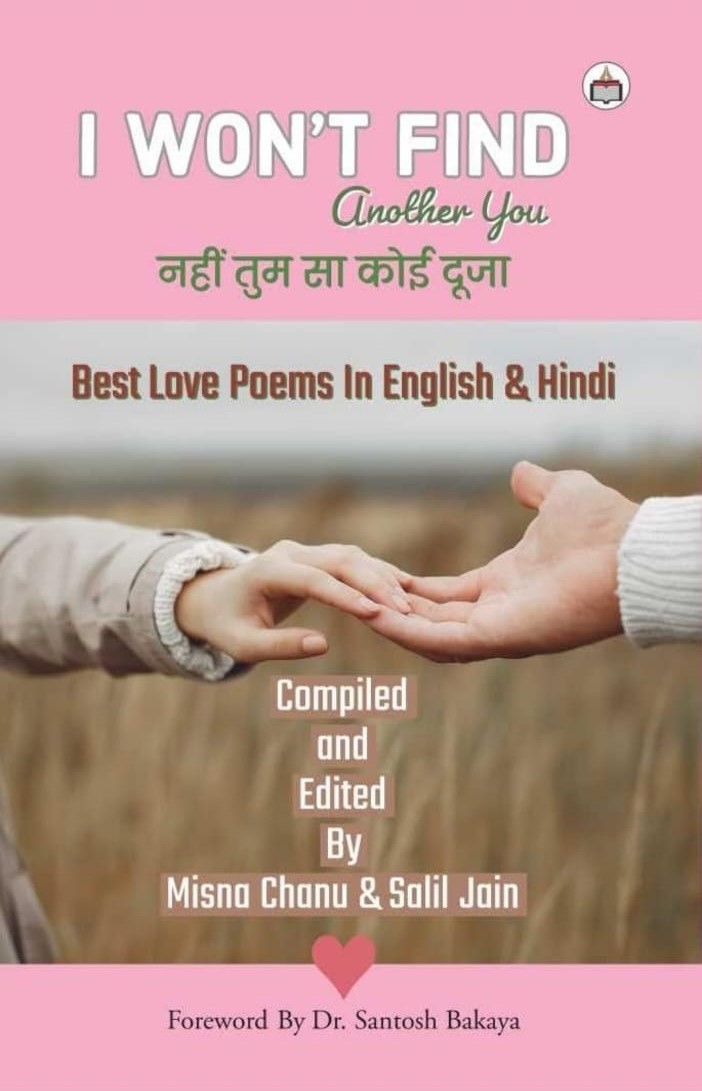 I WON'T FIND
Another You
नहीं तुम सा कोई दूजा
Best Love Poems In English & Hindi
Compiled
and
Edited
By
Misna Chanu & Salil Jain
Foreword By Dr. Santosh Bakaya